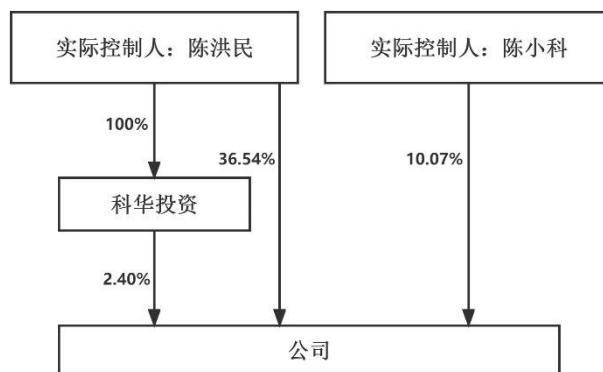 实际控制人：陈洪民
实际控制人：陈小科
100%
36.54%
10.07%
科华投资
2.40%
公司